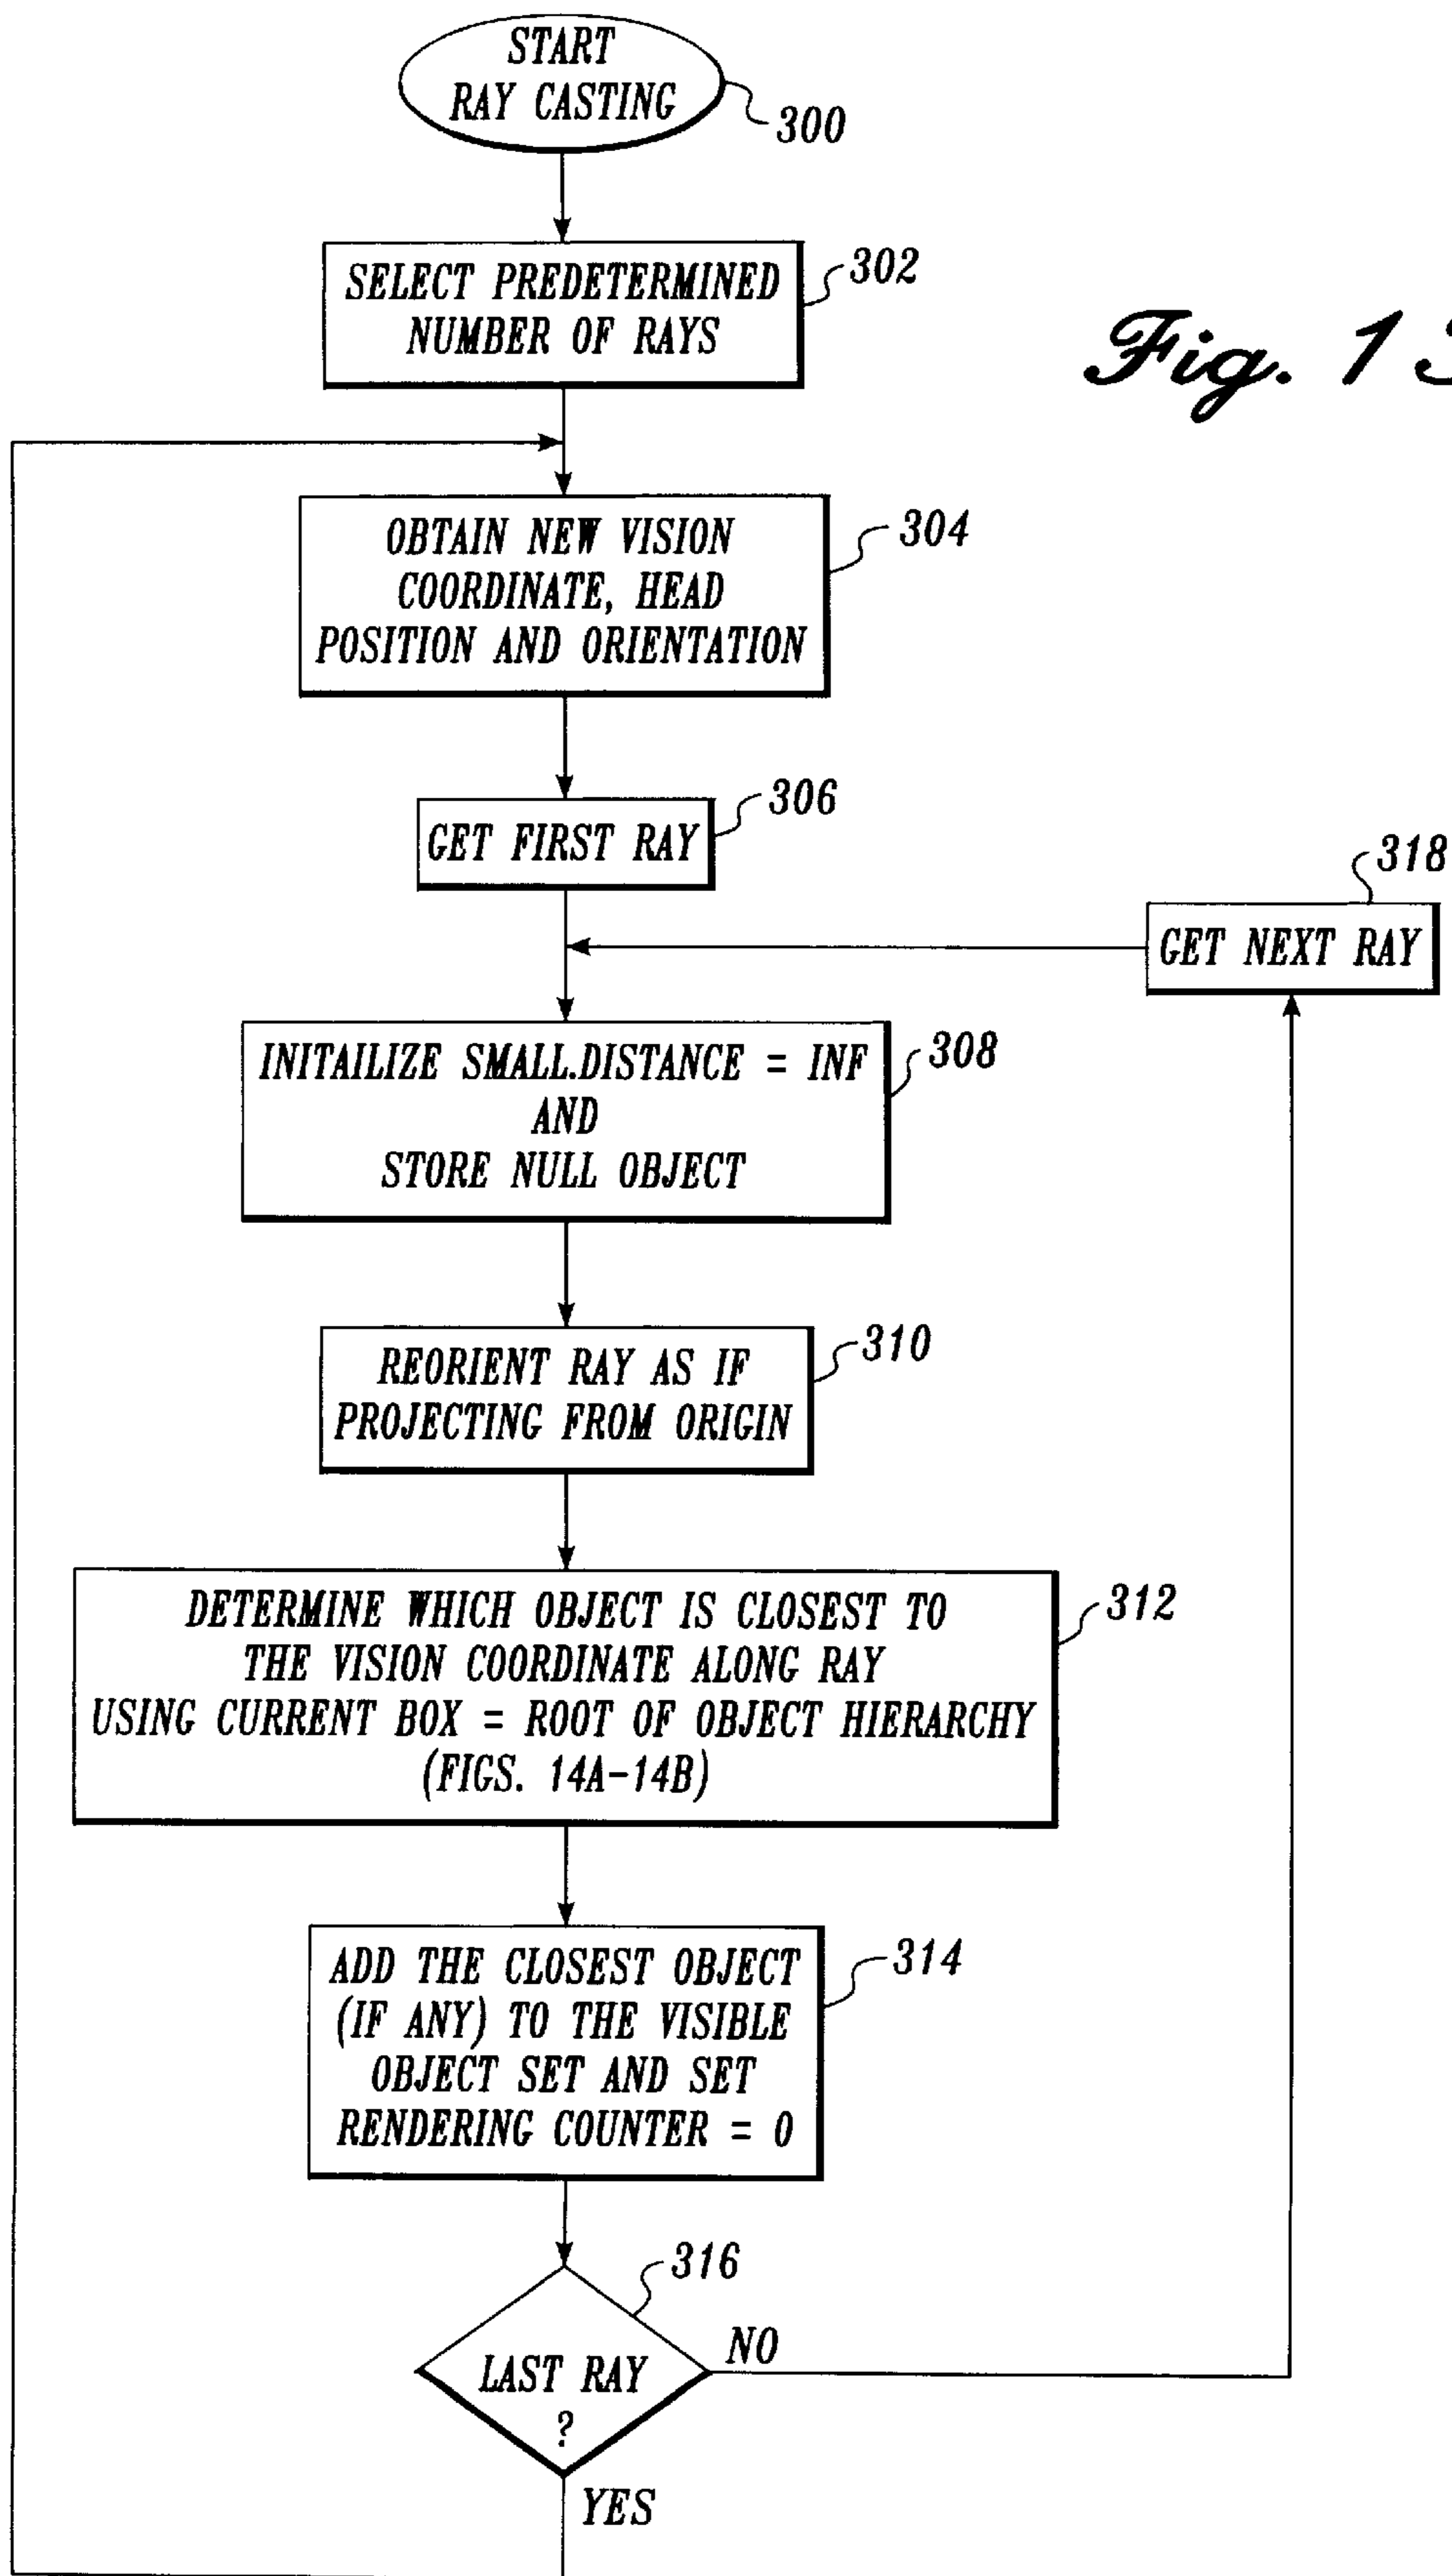 START
RAY CASTING
300
SELECT PREDETERMINED
NUMBER OF RAYS
302
Fig. 13
OBTAIN NEW VISION
COORDINATE, HEAD
POSITION AND ORIENTATION
304
GET FIRST RAY
306
318
GET NEXT RAY
INITAILIZE SMALL.DISTANCE = INF
AND
STORE NULL OBJECT
308
REORIENT RAY AS IF
PROJECTING FROM ORIGIN
310
DETERMINE WHICH OBJECT IS CLOSEST TO
THE VISION COORDINATE ALONG RAY
USING CURRENT BOX = ROOT OF OBJECT HIERARCHY
(FIGS. 14A-14B)
312
ADD THE CLOSEST OBJECT
(IF ANY) TO THE VISIBLE
OBJECT SET AND SET
RENDERING COUNTER = 0
314
316
LAST RAY
?
NO
YES